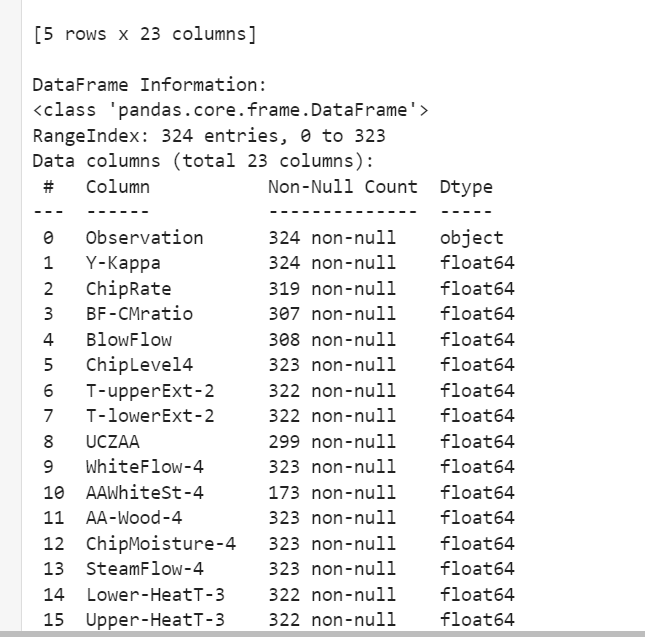 [5 rows x 23 columns]
DataFrame Information:
<class 'pandas.core.frame.DataFrame'>
RangeIndex: 324 entries, 0 to 323
Data columns (total 23 columns):
 #   Column           Non-Null Count  Dtype
---  ------           --------------  -----
 0   Observation      324 non-null    object
 1   Y-Kappa          324 non-null    float64
 2   ChipRate         319 non-null    float64
 3   BF-CMratio       307 non-null    float64
 4   BlowFlow         308 non-null    float64
 5   ChipLevel4       323 non-null    float64
 6   T-upperExt-2     322 non-null    float64
 7   T-lowerExt-2     322 non-null    float64
 8   UCZAA            299 non-null    float64
 9   WhiteFlow-4      323 non-null    float64
 10  AAWhiteSt-4      173 non-null    float64
 11  AA-Wood-4        323 non-null    float64
 12  ChipMoisture-4   323 non-null    float64
 13  SteamFlow-4      323 non-null    float64
 14  Lower-HeatT-3    322 non-null    float64
 15  Upper-HeatT-3    322 non-null    float64